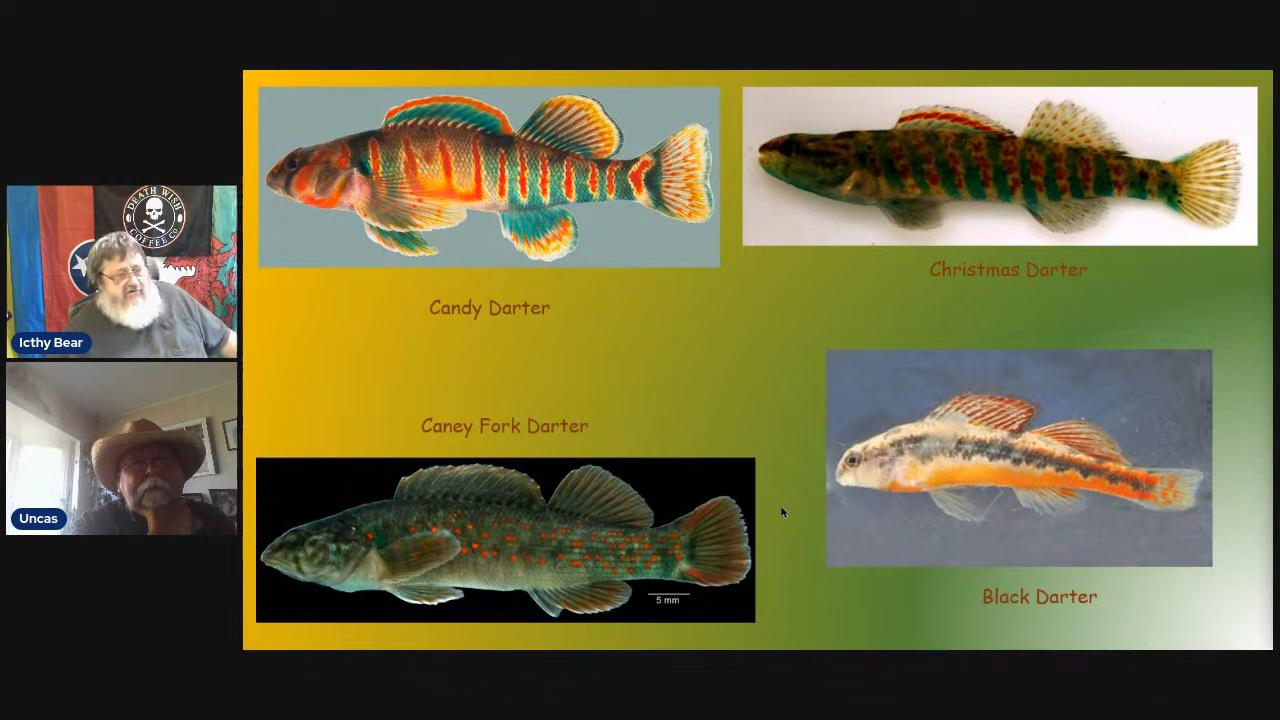 DEATH WISH
COFFEE CO
Icthy Bear
Uncas
Candy Darter
Christmas Darter
Caney Fork Darter
5 mm
Black Darter